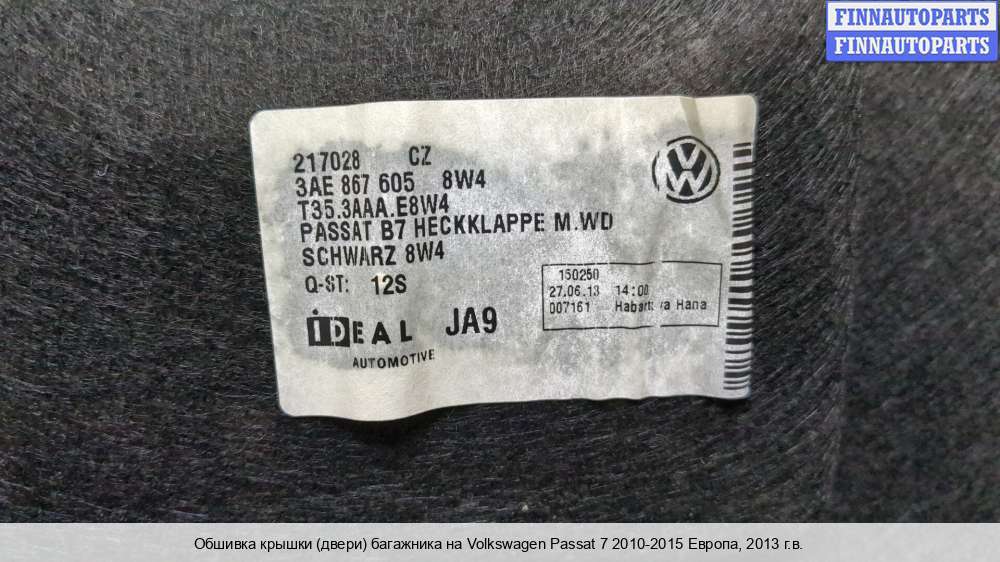 FINNAUTOPARTS
FINNAUTOPARTS
217028 CZ
3AE 867 605 8W4
T35.3AAA.E8W4
PASSAT B7 HECKKLAPPE M.WD
SCHWARZ 8W4
Q-ST: 12S
150250
27.06.13 14:00
007161 Hana
IDEAL JA9
AUTOMOTIVE
Обшивка крышки (двери) багажника на Volkswagen Passat 7 2010-2015 Европа, 2013 г.в.